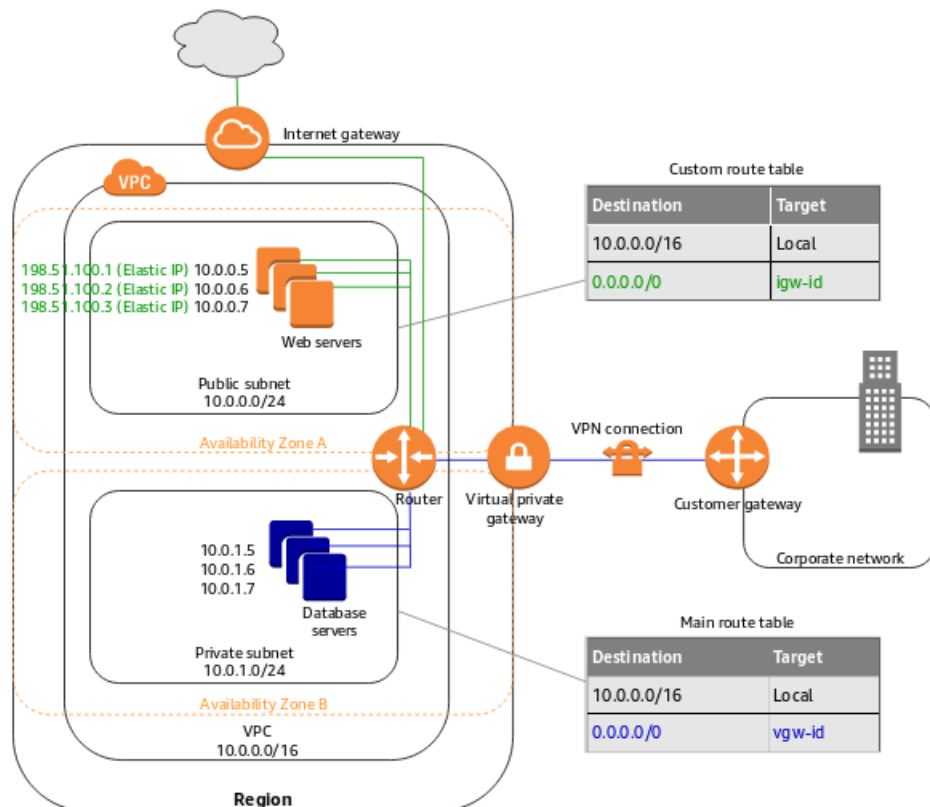 Internet gateway
VPC
198.51.100.1 (Elastic IP) 10.0.0.5
198.51.100.2 (Elastic IP) 10.0.0.6
198.51.100.3 (Elastic IP) 10.0.0.7
Web servers
Public subnet
10.0.0.0/24
Availability Zone A
Custom route table
Destination Target
10.0.0.0/16 Local
0.0.0.0/0 igw-id
Router
Virtual private
gateway
VPN connection
Customer gateway
Corporate network
10.0.1.5
10.0.1.6
10.0.1.7
Database
servers
Private subnet
10.0.1.0/24
Availability Zone B
VPC
10.0.0.0/16
Region
Main route table
Destination Target
10.0.0.0/16 Local
0.0.0.0/0 vgw-id